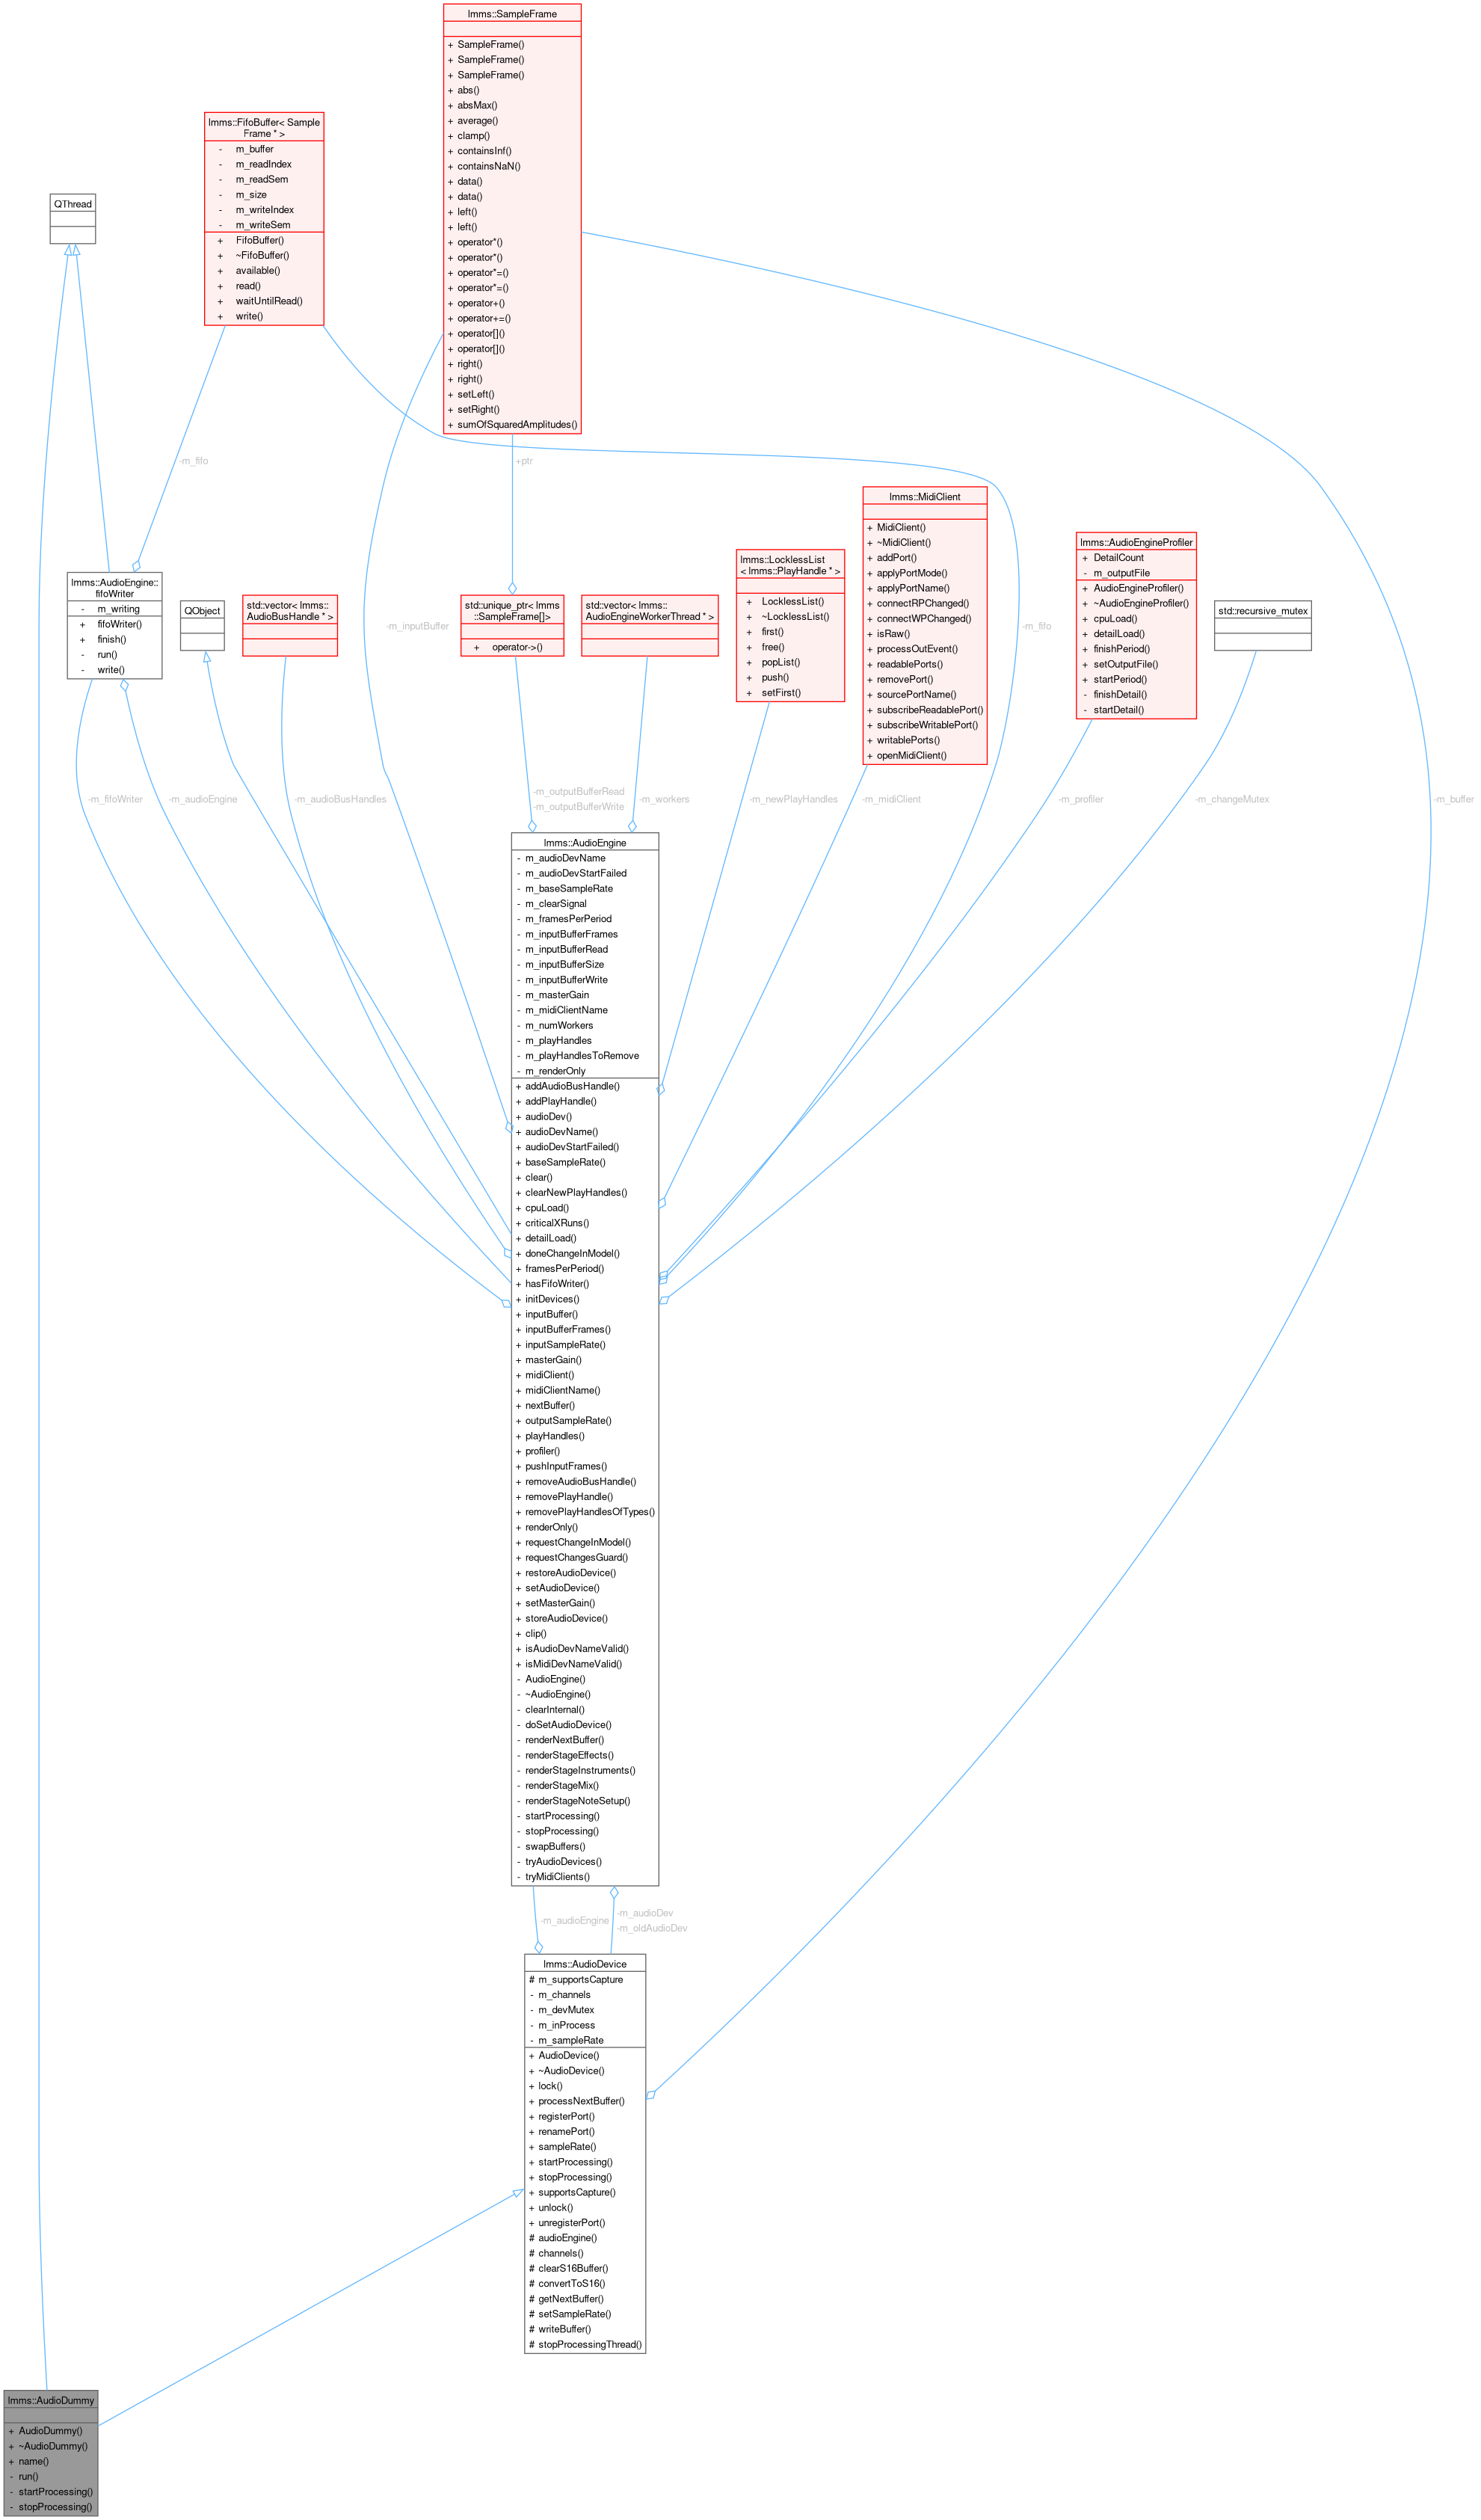 lmms::SampleFrame
+ SampleFrame()
+ SampleFrame()
+ SampleFrame()
+ abs()
+ absMax()
+ average()
+ clamp()
+ containsInf()
+ containsNaN()
+ data()
+ data()
+ left()
+ left()
+ operator*()
+ operator*()
+ operator*=()
+ operator*=()
+ operator+()
+ operator+=()
+ operator[]()
+ operator[]()
+ right()
+ right()
+ setLeft()
+ setRight()
+ sumOfSquaredAmplitudes()
lmms::FifoBuffer< Sample
Frame * >
- m_buffer
- m_readIndex
- m_readSem
- m_size
- m_writeIndex
- m_writeSem
+ FifoBuffer()
+ ~FifoBuffer()
+ available()
+ read()
+ waitUntilRead()
+ write()
QThread
-m_fifo
+ptr
lmms::MidiClient
+ MidiClient()
+ ~MidiClient()
+ addPort()
+ applyPortMode()
+ applyPortName()
+ connectRPChanged()
+ connectWPChanged()
+ isRaw()
+ processOutEvent()
+ readablePorts()
+ removePort()
+ sourcePortName()
+ subscribeReadablePort()
+ subscribeWritablePort()
+ writablePorts()
+ openMidiClient()
lmms::AudioEngineProfiler
+ DetailCount
- m_outputFile
+ AudioEngineProfiler()
+ ~AudioEngineProfiler()
+ cpuLoad()
+ detailLoad()
+ finishPeriod()
+ setOutputFile()
+ startPeriod()
- finishDetail()
- startDetail()
lmms::LocklessList
< lmms::PlayHandle * >
+ LocklessList()
+ ~LocklessList()
+ first()
+ free()
+ popList()
+ push()
+ setFirst()
lmms::AudioEngine::
fifoWriter
- m_writing
+ fifoWriter()
+ finish()
- run()
- write()
QObject
std::vector< lmms::
AudioBusHandle * >
-m_inputBuffer
std::unique_ptr< lmms
::SampleFrame[]>
+ operator->()
std::vector< lmms::
AudioEngineWorkerThread * >
-m_fifo
std::recursive_mutex
-m_fifoWriter
-m_audioEngine
-m_audioBusHandles
-m_outputBufferRead
-m_outputBufferWrite
-m_workers
-m_newPlayHandles
-m_midiClient
-m_profiler
-m_changeMutex
-m_buffer
lmms::AudioEngine
- m_audioDevName
- m_audioDevStartFailed
- m_baseSampleRate
- m_clearSignal
- m_framesPerPeriod
- m_inputBufferFrames
- m_inputBufferRead
- m_inputBufferSize
- m_inputBufferWrite
- m_masterGain
- m_midiClientName
- m_numWorkers
- m_playHandles
- m_playHandlesToRemove
- m_renderOnly
+ addAudioBusHandle()
+ addPlayHandle()
+ audioDev()
+ audioDevName()
+ audioDevStartFailed()
+ baseSampleRate()
+ clear()
+ clearNewPlayHandles()
+ cpuLoad()
+ criticalXRuns()
+ detailLoad()
+ doneChangeInModel()
+ framesPerPeriod()
+ hasFifoWriter()
+ initDevices()
+ inputBuffer()
+ inputBufferFrames()
+ inputSampleRate()
+ masterGain()
+ midiClient()
+ midiClientName()
+ nextBuffer()
+ outputSampleRate()
+ playHandles()
+ profiler()
+ pushInputFrames()
+ removeAudioBusHandle()
+ removePlayHandle()
+ removePlayHandlesOfTypes()
+ renderOnly()
+ requestChangeInModel()
+ requestChangesGuard()
+ restoreAudioDevice()
+ setAudioDevice()
+ setMasterGain()
+ storeAudioDevice()
+ clip()
+ isAudioDevNameValid()
+ isMidiDevNameValid()
- AudioEngine()
- ~AudioEngine()
- clearInternal()
- doSetAudioDevice()
- renderNextBuffer()
- renderStageEffects()
- renderStageInstruments()
- renderStageMix()
- renderStageNoteSetup()
- startProcessing()
- stopProcessing()
- swapBuffers()
- tryAudioDevices()
- tryMidiClients()
-m_audioEngine
-m_audioDev
-m_oldAudioDev
lmms::AudioDevice
# m_supportsCapture
- m_channels
- m_devMutex
- m_inProcess
- m_sampleRate
+ AudioDevice()
+ ~AudioDevice()
+ lock()
+ processNextBuffer()
+ registerPort()
+ renamePort()
+ sampleRate()
+ startProcessing()
+ stopProcessing()
+ supportsCapture()
+ unlock()
+ unregisterPort()
# audioEngine()
# channels()
# clearS16Buffer()
# convertToS16()
# getNextBuffer()
# setSampleRate()
# writeBuffer()
# stopProcessingThread()
lmms::AudioDummy
+ AudioDummy()
+ ~AudioDummy()
+ name()
- run()
- startProcessing()
- stopProcessing()